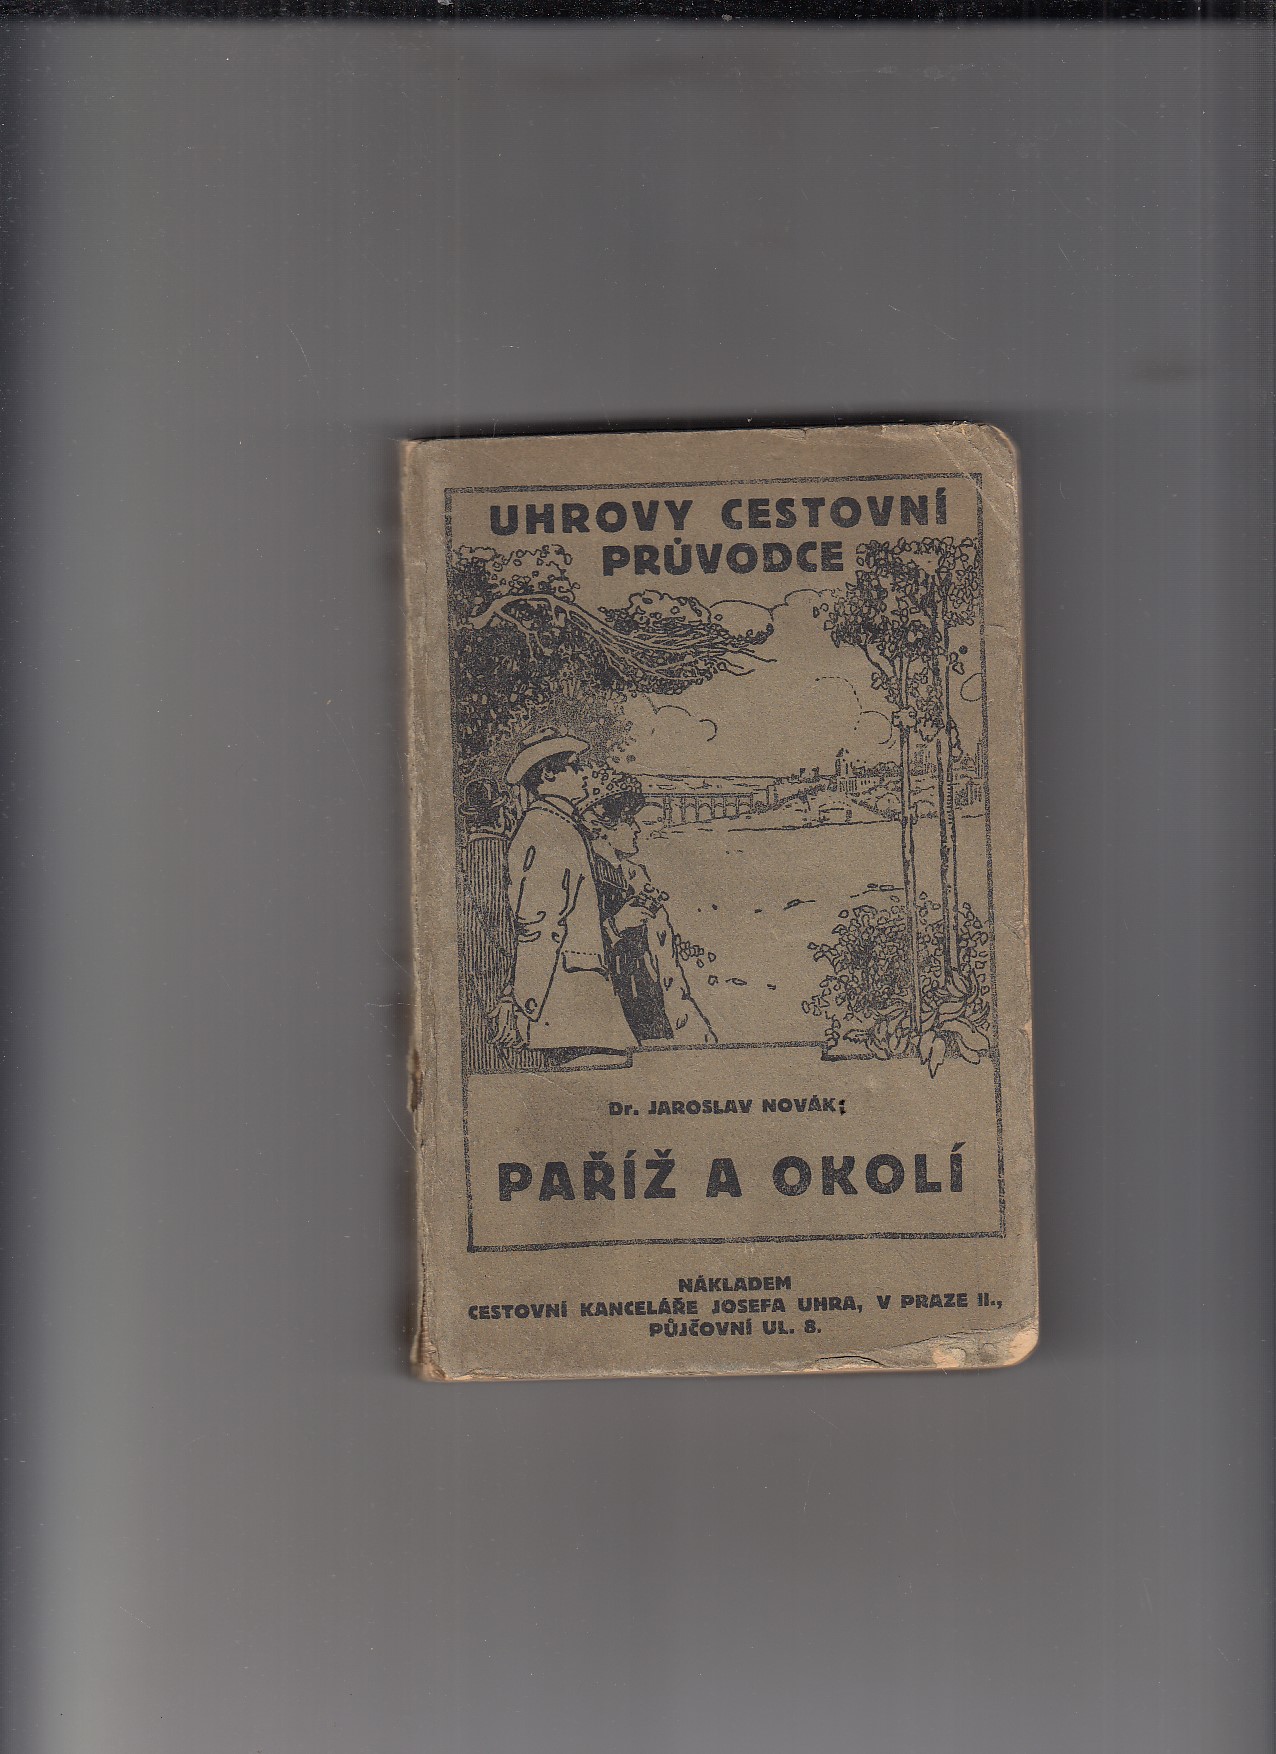 UHROVY CESTOVNÍ
PRŮVODCE
Dr. JAROSLAV NOVÁK:
PAŘÍŽ A OKOLÍ
NÁKLADEM
CESTOVNÍ KANCELÁŘE JOSEFA UHRA, V PRAZE II.,
PŮJČOVNÍ UL. 8.